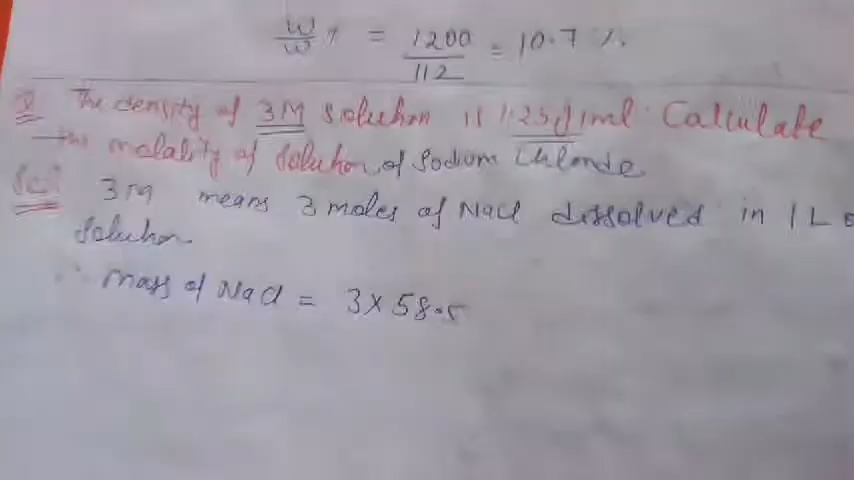 W/W % = 1200/112 = 10.7 %
Q The density of 3M solution is 1.25g/ml. Calculate
the molality of solution, of Sodium Chloride
Sol? 3M means 3 moles of NaCl dissolved in 1 L
solution.
∴ Mass of NaCl = 3 × 58.5